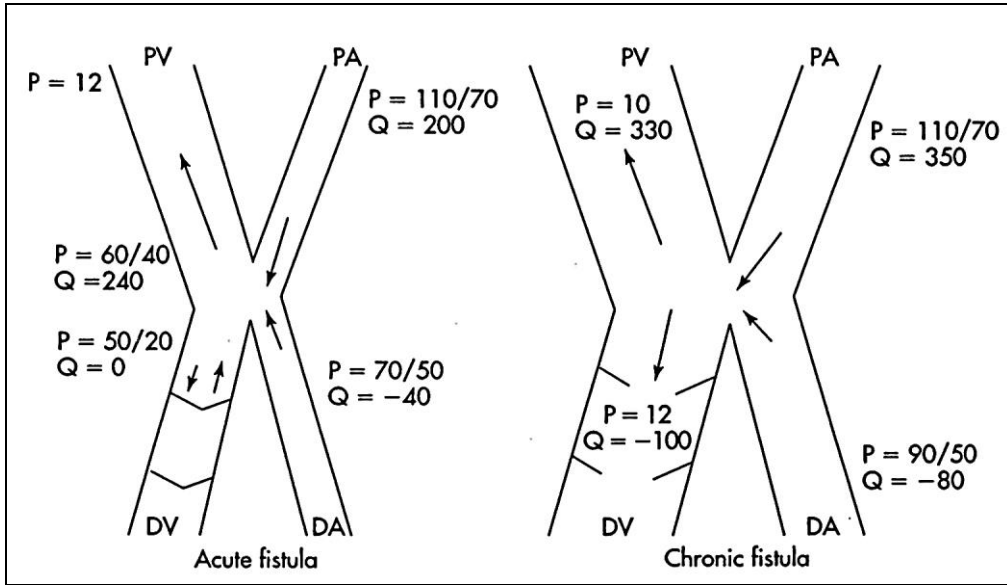 PV
PA
P = 12
P = 110/70
Q = 200
P = 60/40
Q =240
P = 50/20
Q = 0
P = 70/50
Q = −40
DV
DA
Acute fistula
PV
PA
P = 10
Q = 330
P = 110/70
Q = 350
P = 12
Q = −100
P = 90/50
Q = −80
DV
DA
Chronic fistula